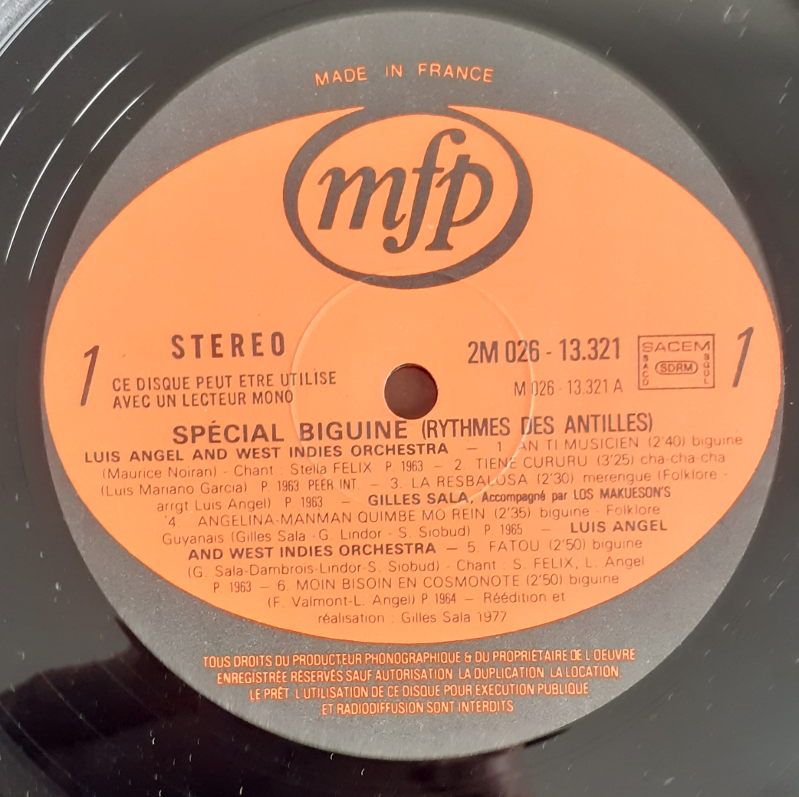 MADE IN FRANCE
mfp
1
STEREO
CE DISQUE PEUT ETRE UTILISE
AVEC UN LECTEUR MONO
2M 026 - 13.321
M 026 - 13.321 A
SACEM
SACD
SDRM
SGDL
1
SPÉCIAL BIGUINE (RYTHMES DES ANTILLES)
LUIS ANGEL AND WEST INDIES ORCHESTRA — 1. AN TI MUSICIEN (2'40) biguine
(Maurice Noiran) - Chant : Stella FELIX P. 1963 — 2. TIENE CURURU (3'25) cha-cha-cha
(Luis Mariano Garcia) P. 1963 PEER INT. — 3. LA RESBALOSA (2'30) merengue (Folklore -
arrgt Luis Angel) P. 1963 — GILLES SALA, Accompagné par LOS MAKUESON'S
4. ANGELINA-MANMAN QUIMBE MO REIN (2'35) biguine - Folklore
Guyanais (Gilles Sala - G. Lindor - S. Siobud) P. 1965 — LUIS ANGEL
AND WEST INDIES ORCHESTRA — 5. FATOU (2'50) biguine
(G. Sala-Dambrois-Lindor-S. Siobud) - Chant : S. FELIX, L. Angel
P. 1963 — 6. MOIN BISOIN EN COSMONOTE (2'50) biguine
(F. Valmont-L. Angel) P 1964 — Réédition et
réalisation : Gilles Sala 1977
TOUS DROITS DU PRODUCTEUR PHONOGRAPHIQUE & DU PROPRIÉTAIRE DE L'OEUVRE
ENREGISTRÉE RÉSERVÉS SAUF AUTORISATION. LA DUPLICATION. LA LOCATION.
LE PRÊT. L'UTILISATION DE CE DISQUE POUR EXECUTION PUBLIQUE
ET RADIODIFFUSION SONT INTERDITS